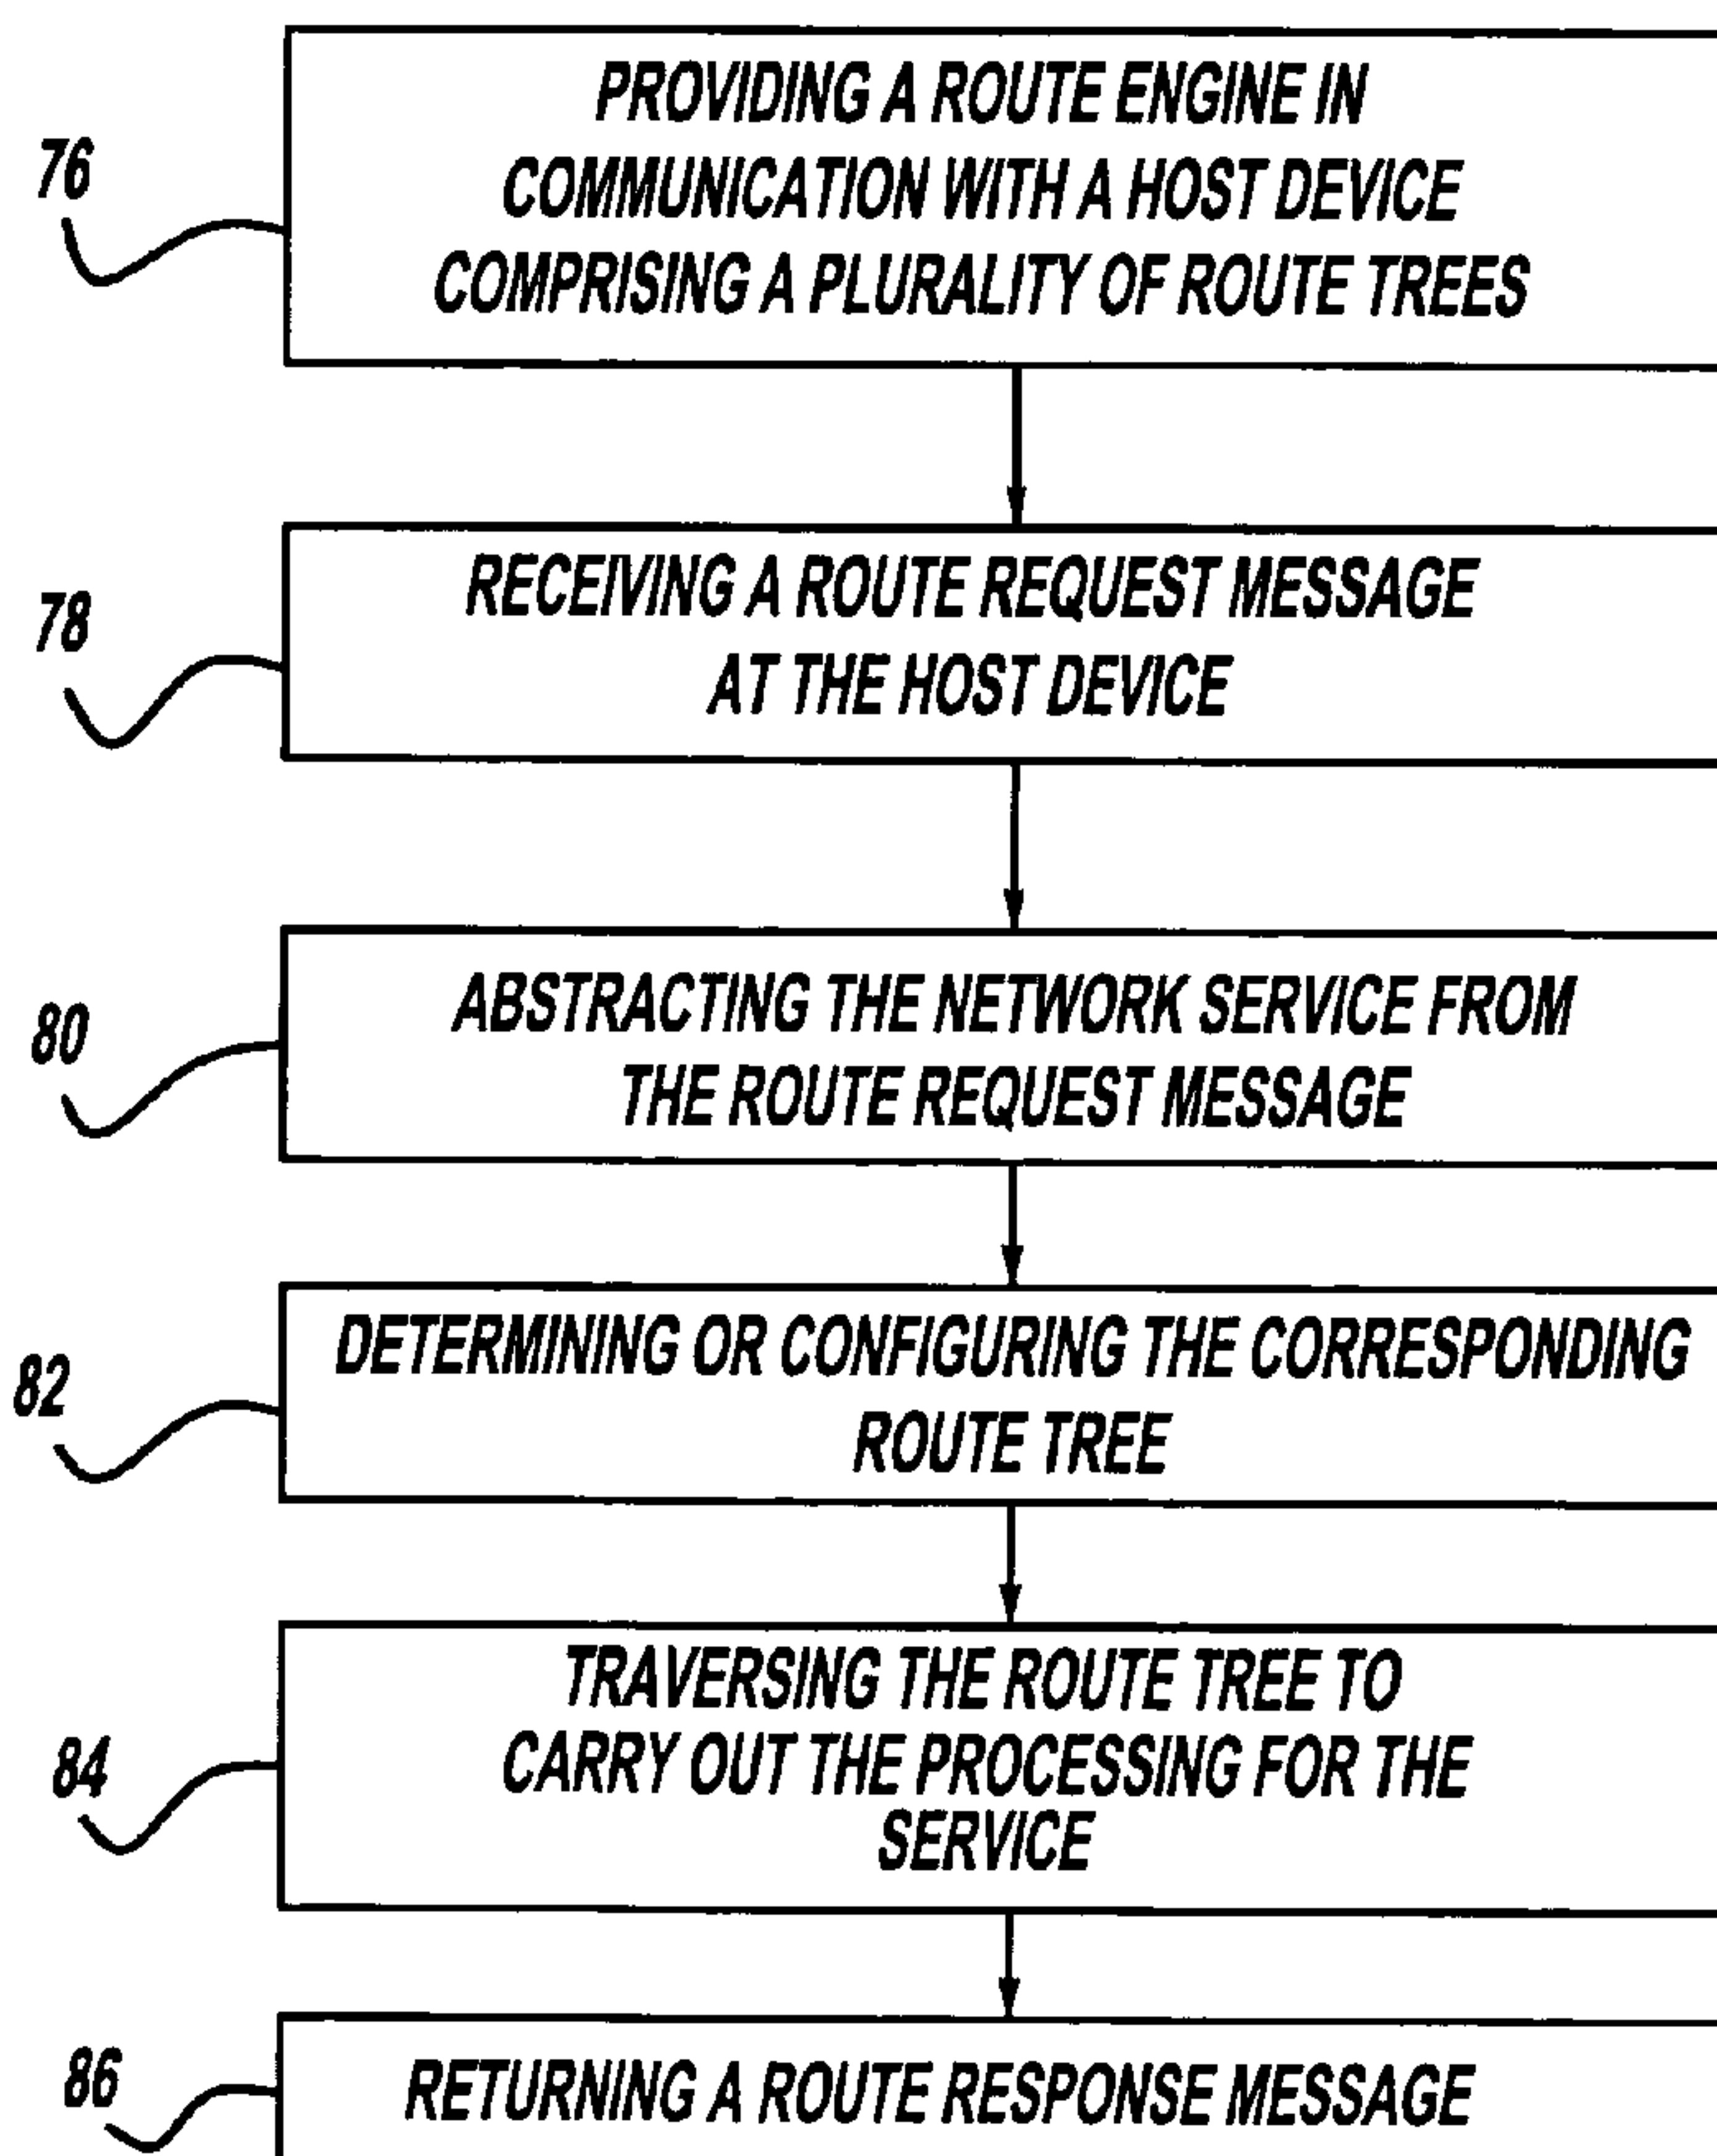 76
PROVIDING A ROUTE ENGINE IN
COMMUNICATION WITH A HOST DEVICE
COMPRISING A PLURALITY OF ROUTE TREES
78
RECEIVING A ROUTE REQUEST MESSAGE
AT THE HOST DEVICE
80
ABSTRACTING THE NETWORK SERVICE FROM
THE ROUTE REQUEST MESSAGE
82
DETERMINING OR CONFIGURING THE CORRESPONDING
ROUTE TREE
84
TRAVERSING THE ROUTE TREE TO
CARRY OUT THE PROCESSING FOR THE
SERVICE
86
RETURNING A ROUTE RESPONSE MESSAGE